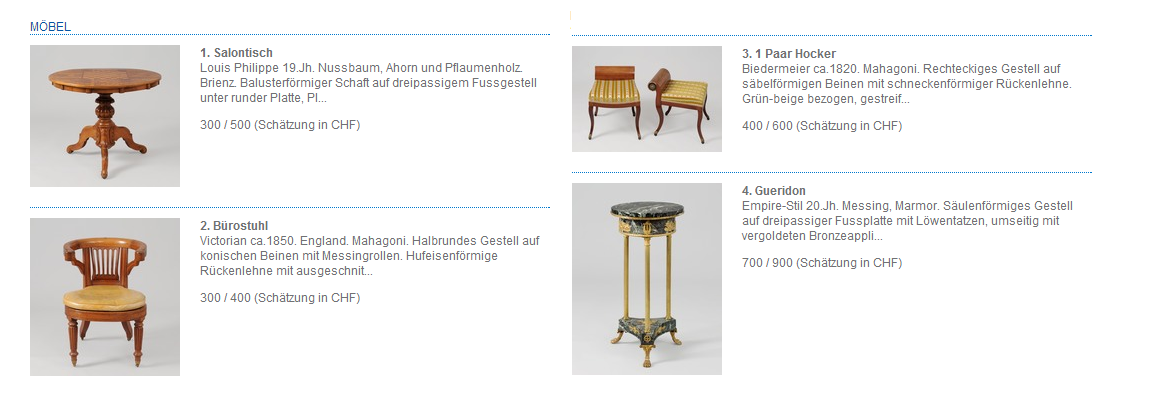 MÖBEL
1. Salontisch
Louis Philippe 19.Jh. Nussbaum, Ahorn und Pflaumenholz.
Brienz. Balusterförmiger Schaft auf dreipassigem Fussgestell
unter runder Platte, Pl...
300 / 500 (Schätzung in CHF)
2. Bürostuhl
Victorian ca.1850. England. Mahagoni. Halbrundes Gestell auf
konischen Beinen mit Messingrollen. Hufeisenförmige
Rückenlehne mit ausgeschnit...
300 / 400 (Schätzung in CHF)
3. 1 Paar Hocker
Biedermeier ca.1820. Mahagoni. Rechteckiges Gestell auf
säbelförmigen Beinen mit schneckenförmiger Rückenlehne.
Grün-beige bezogen, gestreif...
400 / 600 (Schätzung in CHF)
4. Gueridon
Empire-Stil 20.Jh. Messing, Marmor. Säulenförmiges Gestell
auf dreipassiger Fussplatte mit Löwentatzen, umseitig mit
vergoldeten Bronzeappli...
700 / 900 (Schätzung in CHF)